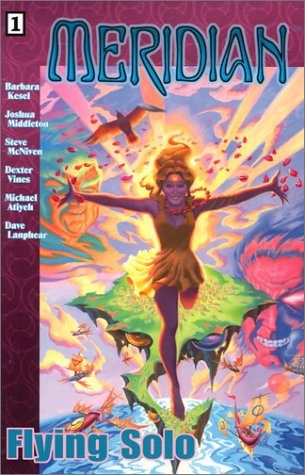 1
MERIDIAN
Barbara
Kesel
Joshua
Middleton
Steve
McNiven
Dexter
Vines
Michael
Atiyeh
Dave
Lanphear
Flying Solo